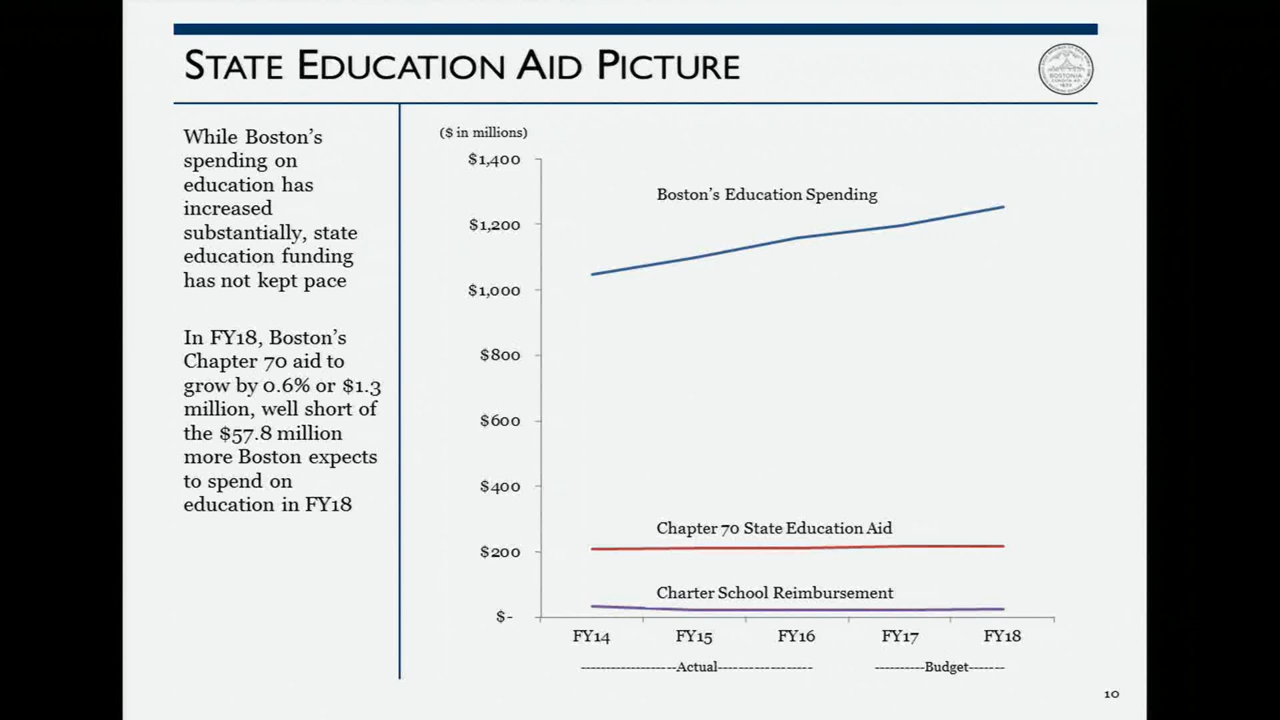 STATE EDUCATION AID PICTURE
BOSTONIA
While Boston's
spending on
education has
increased
substantially, state
education funding
has not kept pace
In FY18, Boston's
Chapter 70 aid to
grow by 0.6% or $1.3
million, well short of
the $57.8 million
more Boston expects
to spend on
education in FY18
($ in millions)
$1,400
$1,200
$1,000
$800
$600
$400
$200
$-
Boston's Education Spending
Chapter 70 State Education Aid
Charter School Reimbursement
FY14 FY15 FY16 FY17 FY18
-------------------Actual------------------- ----------Budget-------
10